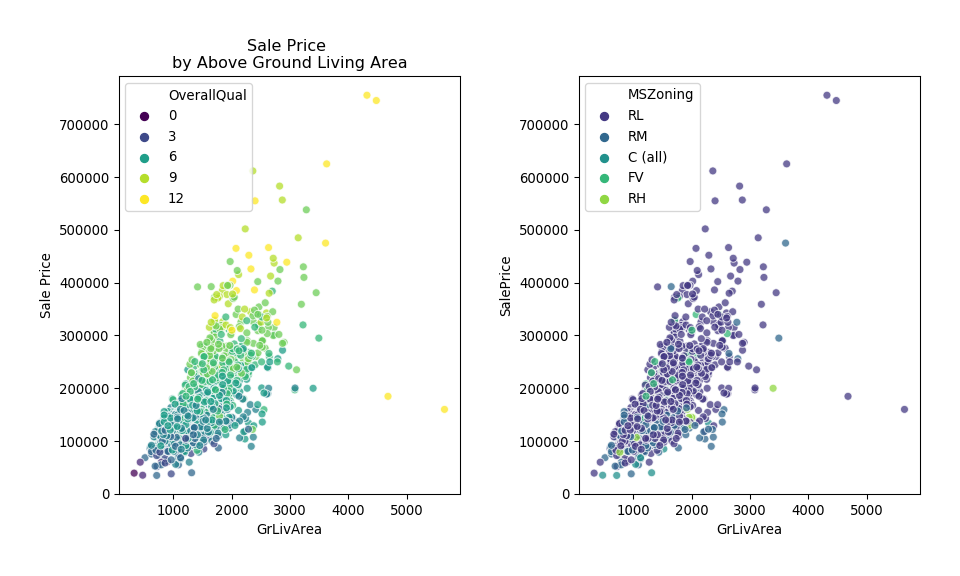 Sale Price
by Above Ground Living Area
Sale Price
700000
600000
500000
400000
300000
200000
100000
0
OverallQual
0
3
6
9
12
1000 2000 3000 4000 5000
GrLivArea
SalePrice
700000
600000
500000
400000
300000
200000
100000
0
MSZoning
RL
RM
C (all)
FV
RH
1000 2000 3000 4000 5000
GrLivArea